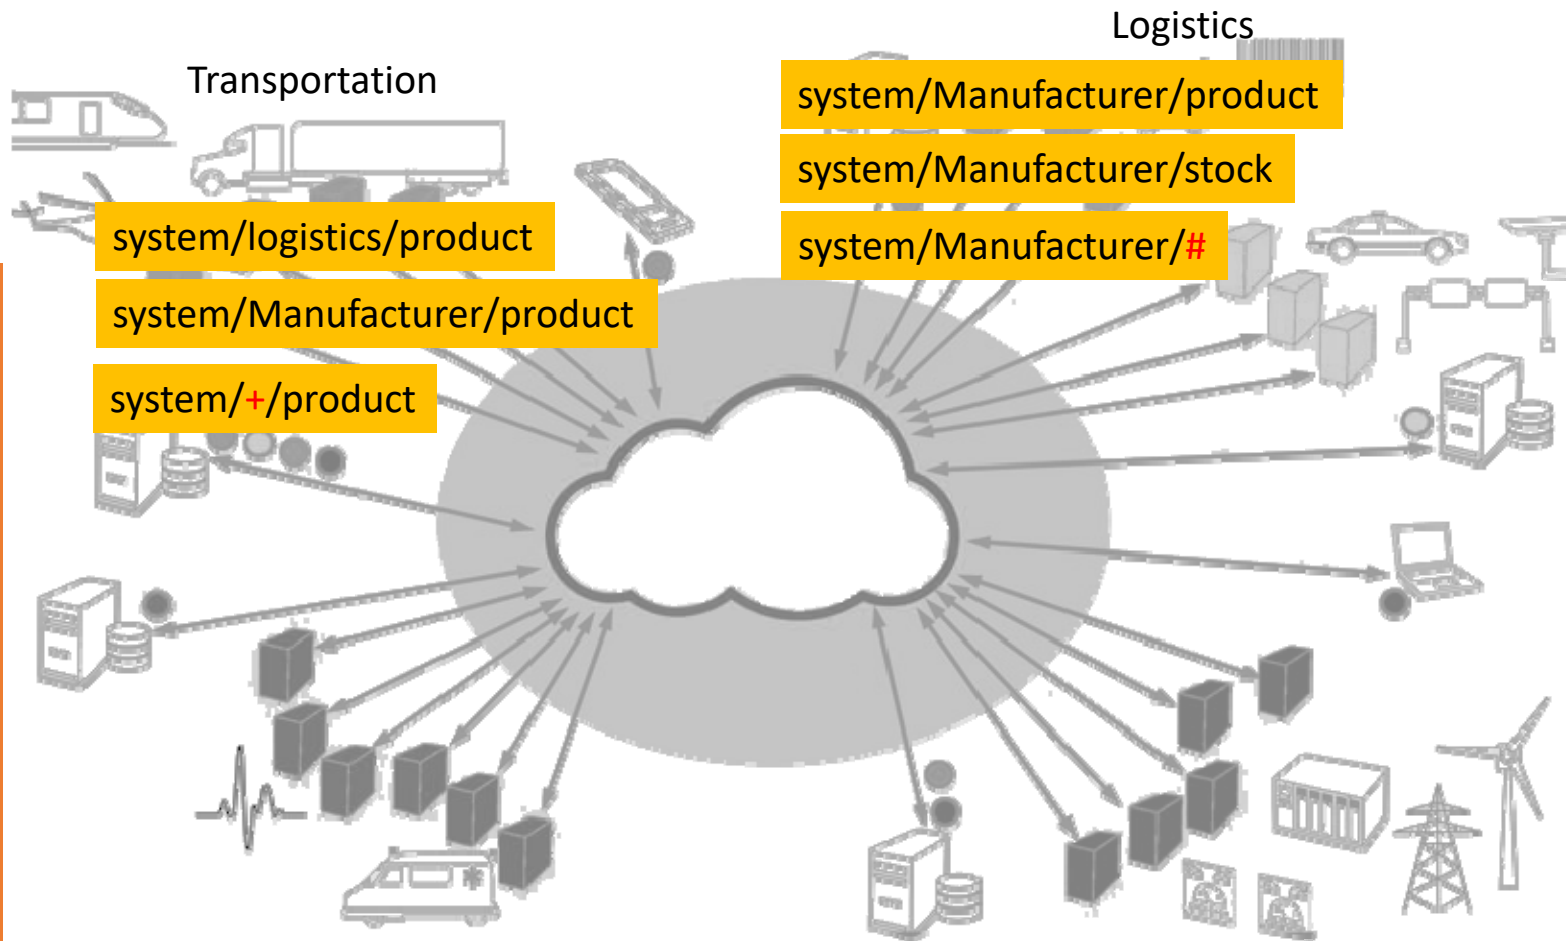 Transportation
system/logistics/product
system/Manufacturer/product
system/+/product
Logistics
system/Manufacturer/product
system/Manufacturer/stock
system/Manufacturer/#